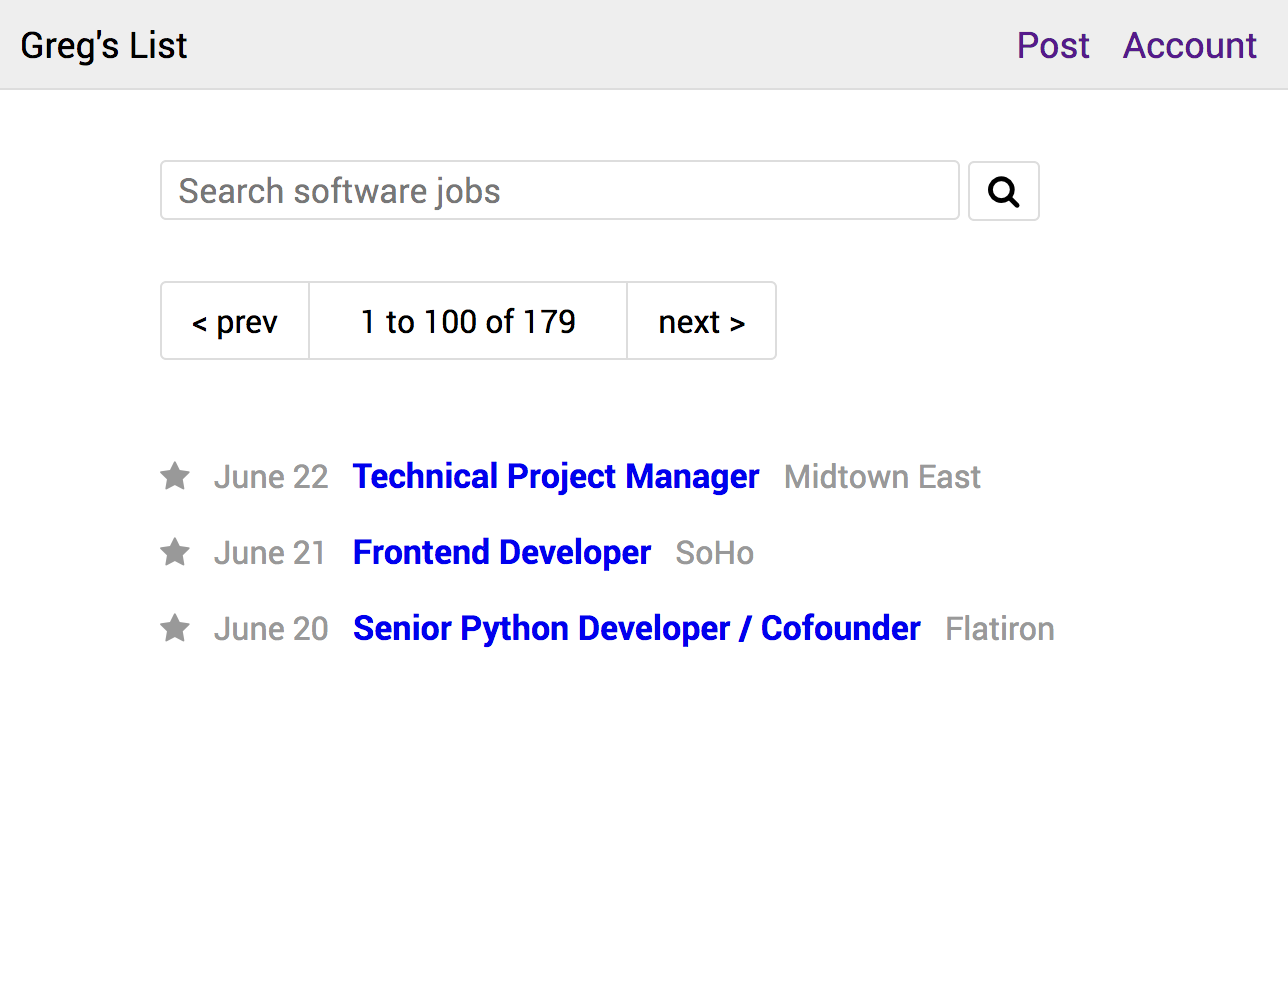 Greg's List Post Account
Search software jobs
< prev 1 to 100 of 179 next >
June 22 Technical Project Manager Midtown East
June 21 Frontend Developer SoHo
June 20 Senior Python Developer / Cofounder Flatiron